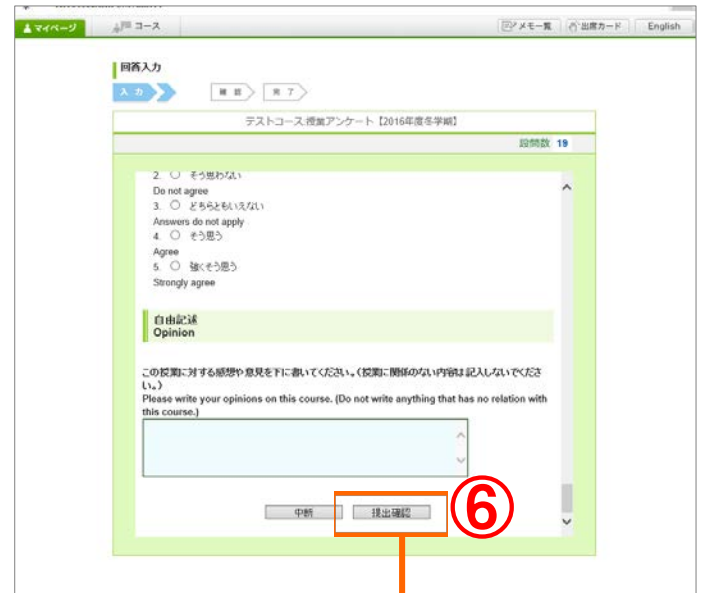 マイページ コース メモ一覧 出席カード English
回答入力
入力 確認 完了
テストコース:授業アンケート【2016年度冬学期】
設問数 19
2. そう思わない
Do not agree
3. どちらともいえない
Answers do not apply
4. そう思う
Agree
5. 強くそう思う
Strongly agree
自由記述
Opinion
この授業に対する感想や意見を下に書いてください。(授業に関係のない内容は記入しないでくださ
い。)
Please write your opinions on this course. (Do not write anything that has no relation with
this course.)
中断 提出確認
⑥